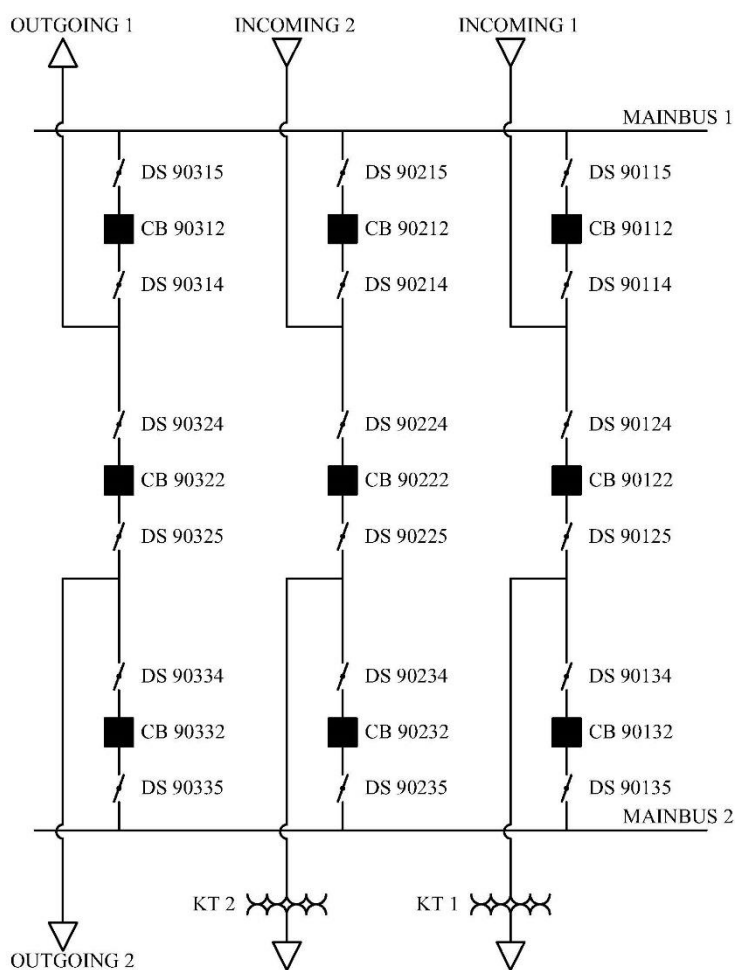 OUTGOING 1
INCOMING 2
INCOMING 1
MAINBUS 1
DS 90315
DS 90215
DS 90115
CB 90312
CB 90212
CB 90112
DS 90314
DS 90214
DS 90114
DS 90324
DS 90224
DS 90124
CB 90322
CB 90222
CB 90122
DS 90325
DS 90225
DS 90125
DS 90334
DS 90234
DS 90134
CB 90332
CB 90232
CB 90132
DS 90335
DS 90235
DS 90135
MAINBUS 2
KT 2
KT 1
OUTGOING 2